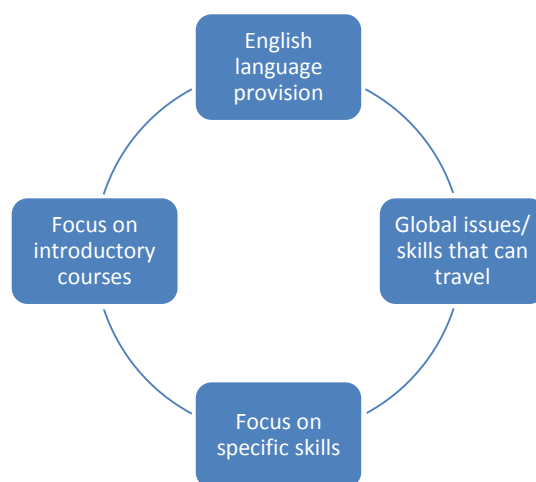 English
language
provision
Global issues/
skills that can
travel
Focus on
specific skills
Focus on
introductory
courses